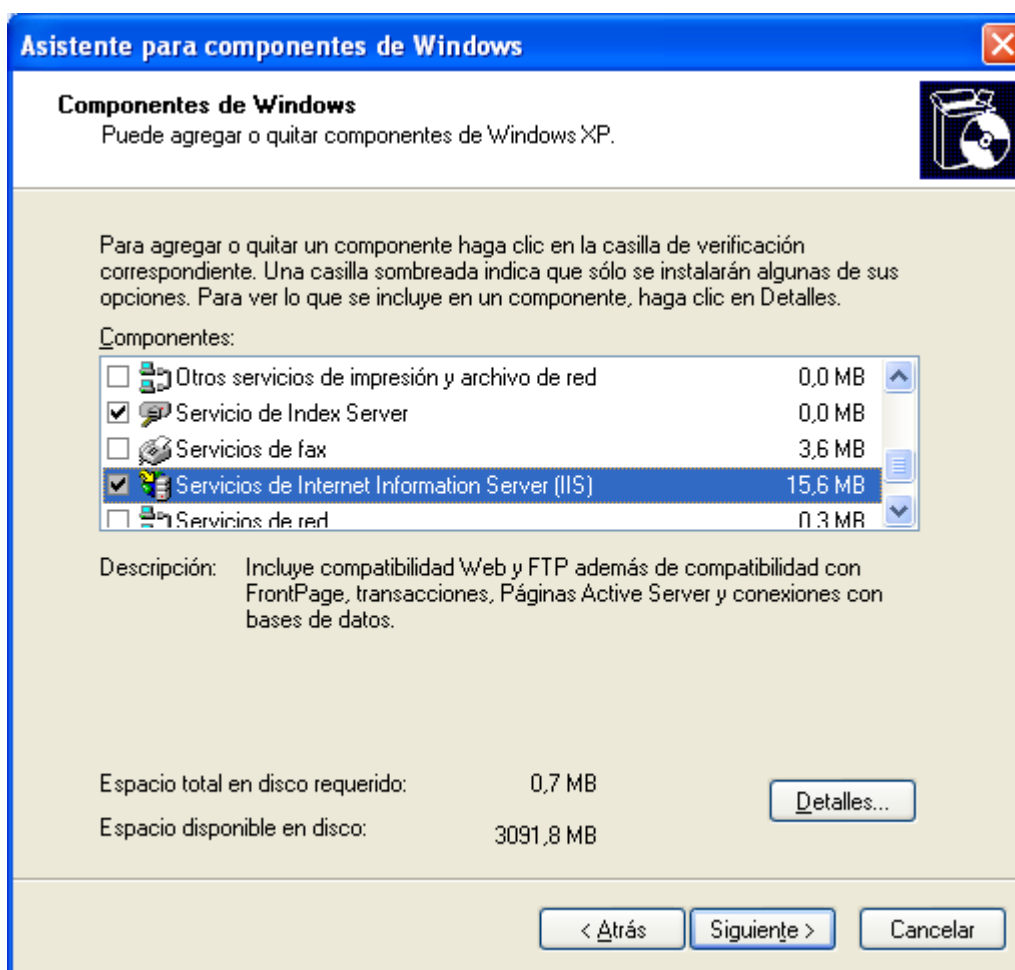 Asistente para componentes de Windows
Componentes de Windows
Puede agregar o quitar componentes de Windows XP.
Para agregar o quitar un componente haga clic en la casilla de verificación
correspondiente. Una casilla sombreada indica que sólo se instalarán algunas de sus
opciones. Para ver lo que se incluye en un componente, haga clic en Detalles.
Componentes:
Otros servicios de impresión y archivo de red 0,0 MB
Servicio de Index Server 0,0 MB
Servicios de fax 3,6 MB
Servicios de Internet Information Server (IIS) 15,6 MB
Servicios de red 0,3 MB
Descripción: Incluye compatibilidad Web y FTP además de compatibilidad con
FrontPage, transacciones, Páginas Active Server y conexiones con
bases de datos.
Espacio total en disco requerido: 0,7 MB
Detalles...
Espacio disponible en disco: 3091,8 MB
< Atrás Siguiente > Cancelar